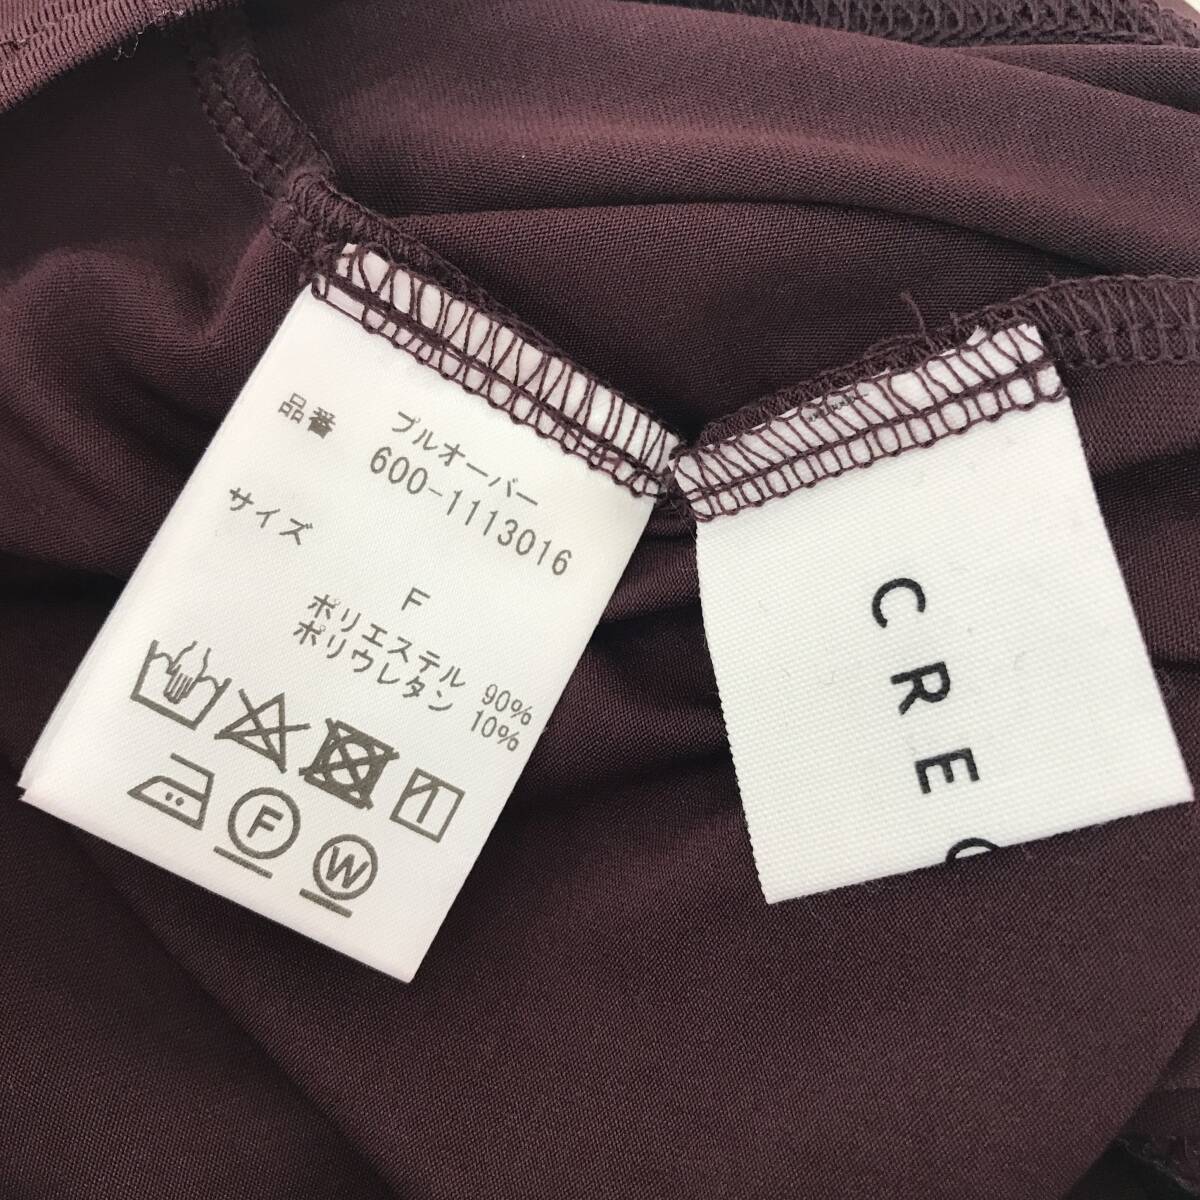 プルオーバー
品番 600-1113016
サイズ
F
ポリエステル 90%
ポリウレタン 10%
F
W
CRE